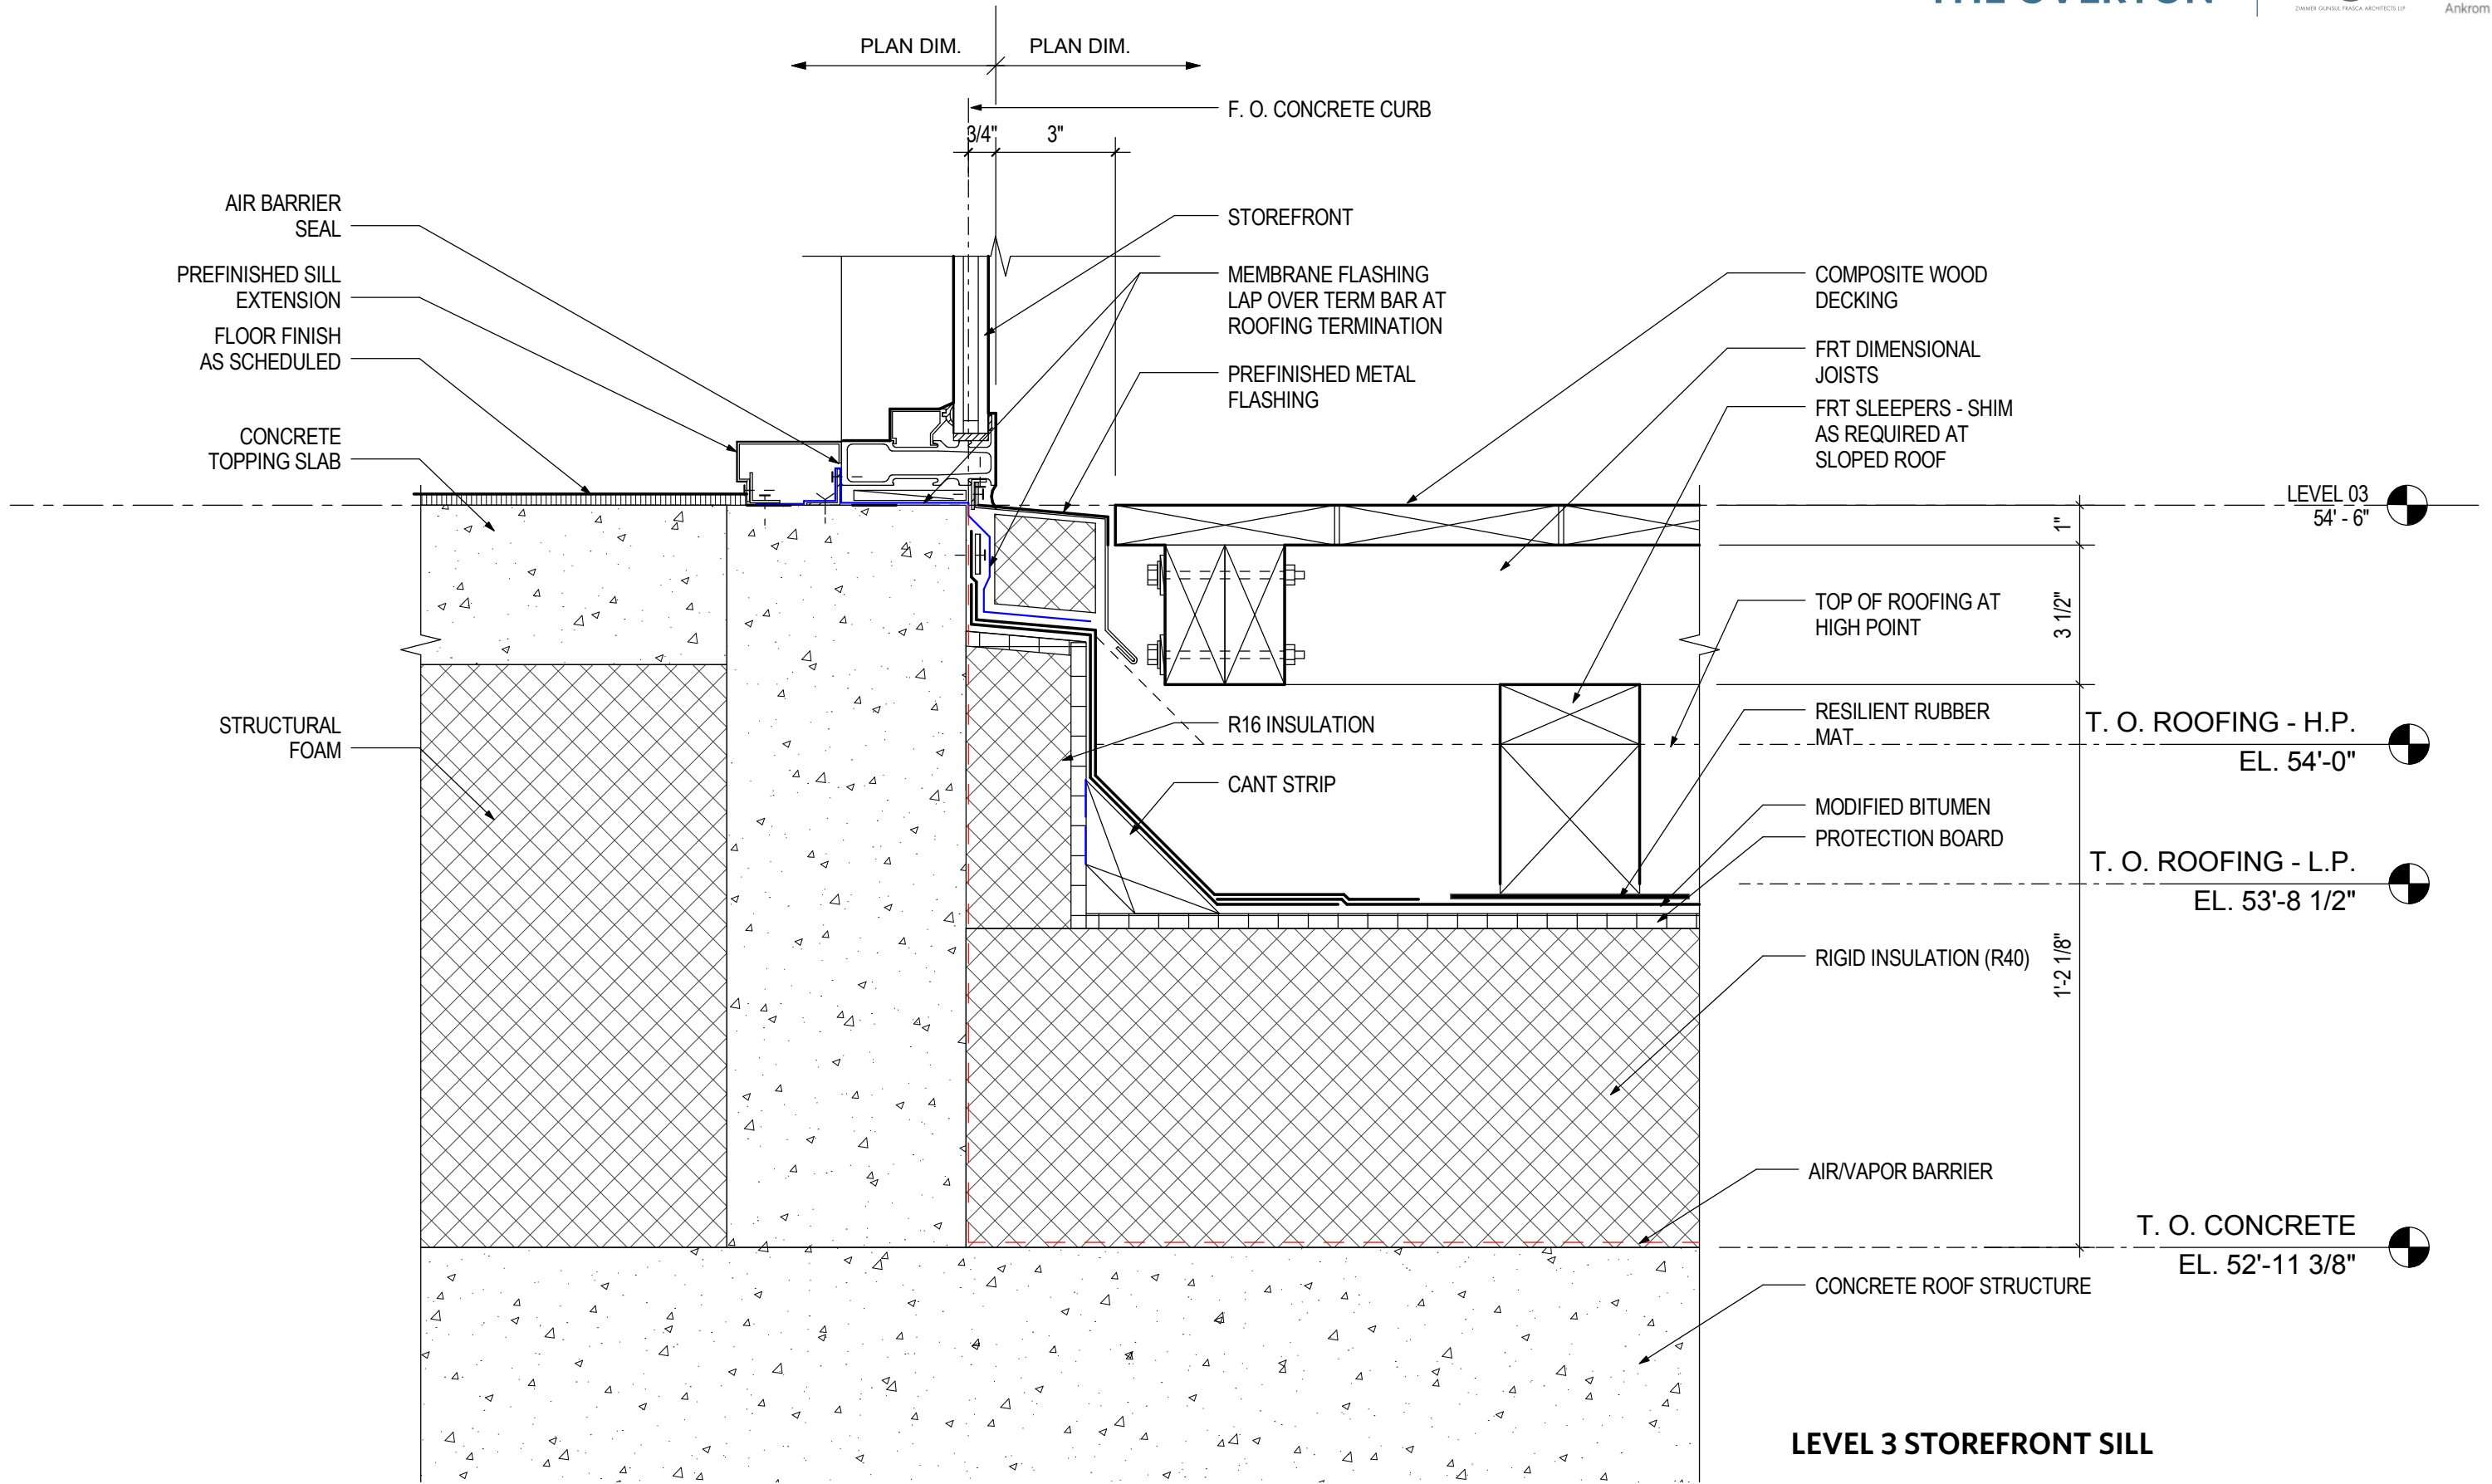 THE OVERTON
ZIMMER GUNSUL FRASCA ARCHITECTS LLP
Ankrom
PLAN DIM.
PLAN DIM.
F. O. CONCRETE CURB
3/4"
3"
AIR BARRIER
SEAL
PREFINISHED SILL
EXTENSION
FLOOR FINISH
AS SCHEDULED
CONCRETE
TOPPING SLAB
STRUCTURAL
FOAM
STOREFRONT
MEMBRANE FLASHING
LAP OVER TERM BAR AT
ROOFING TERMINATION
PREFINISHED METAL
FLASHING
R16 INSULATION
CANT STRIP
COMPOSITE WOOD
DECKING
FRT DIMENSIONAL
JOISTS
FRT SLEEPERS - SHIM
AS REQUIRED AT
SLOPED ROOF
TOP OF ROOFING AT
HIGH POINT
RESILIENT RUBBER
MAT
MODIFIED BITUMEN
PROTECTION BOARD
RIGID INSULATION (R40)
AIR/VAPOR BARRIER
CONCRETE ROOF STRUCTURE
1"
3 1/2"
1'-2 1/8"
LEVEL 03
54' - 6"
T. O. ROOFING - H.P.
EL. 54'-0"
T. O. ROOFING - L.P.
EL. 53'-8 1/2"
T. O. CONCRETE
EL. 52'-11 3/8"
LEVEL 3 STOREFRONT SILL